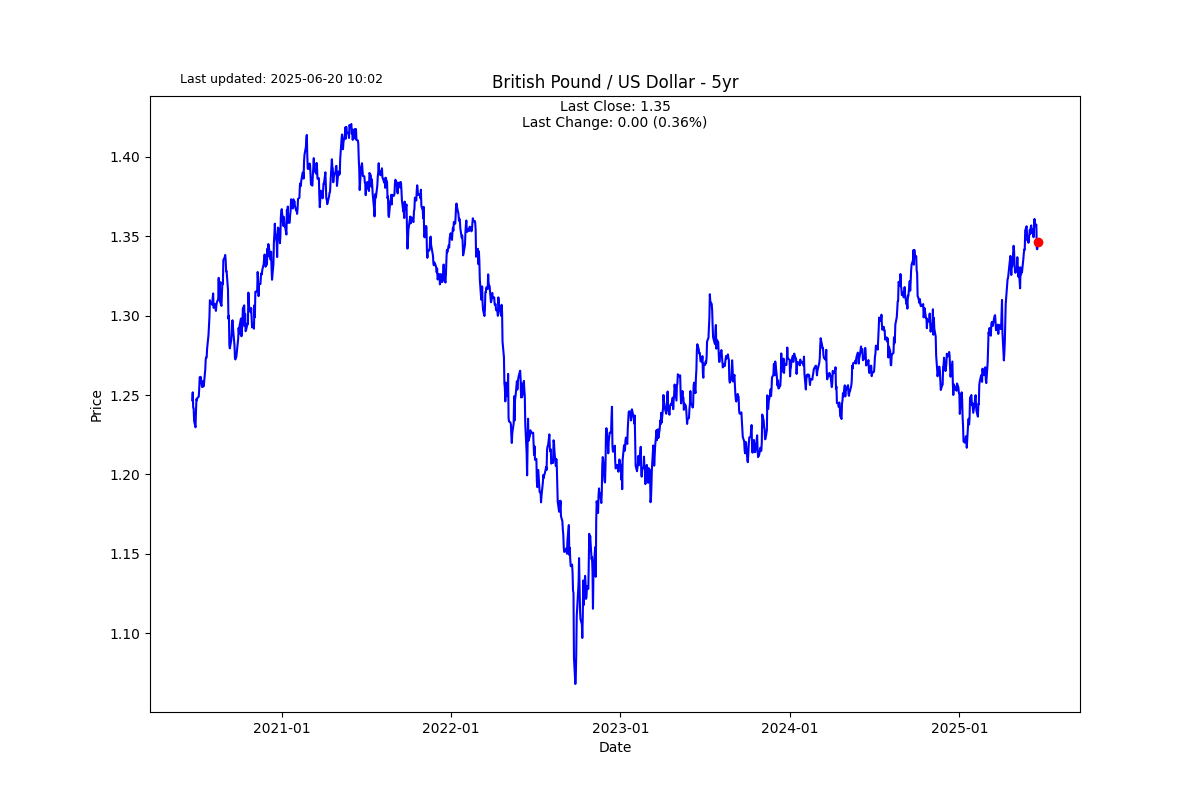 Last updated: 2025-06-20 10:02
British Pound / US Dollar - 5yr
Last Close: 1.35
Last Change: 0.00 (0.36%)
1.40
1.35
1.30
1.25
1.20
1.15
1.10
Price
2021-01
2022-01
2023-01
2024-01
2025-01
Date